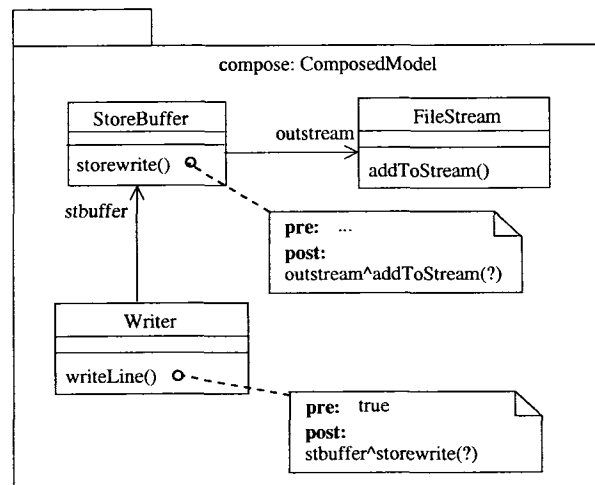 compose: ComposedModel
StoreBuffer
FileStream
outstream
storewrite()
addToStream()
stbuffer
pre: ...
post:
outstream^addToStream(?)
Writer
writeLine()
pre: true
post:
stbuffer^storewrite(?)